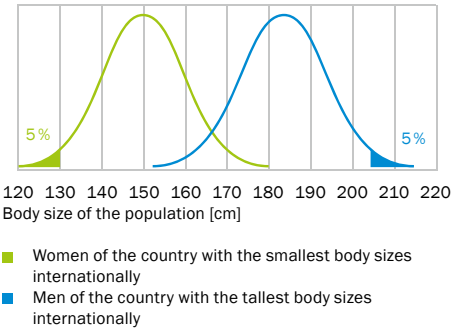 5 %
5 %
120 130 140 150 160 170 180 190 200 210 220
Body size of the population [cm]
Women of the country with the smallest body sizes
internationally
Men of the country with the tallest body sizes
internationally